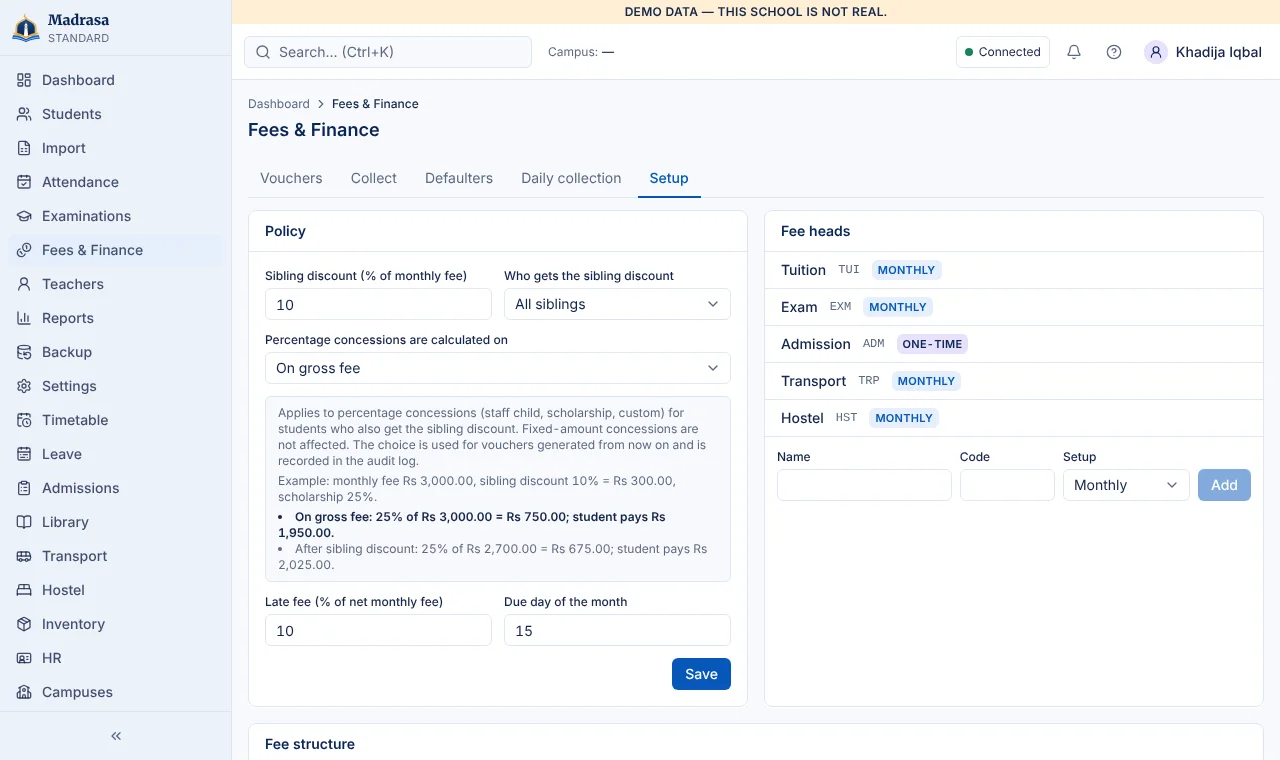 DEMO DATA — THIS SCHOOL IS NOT REAL.
Madrasa
STANDARD
Search... (Ctrl+K)
Campus: —
Connected
Khadija Iqbal
Dashboard
Students
Import
Attendance
Examinations
Fees & Finance
Teachers
Reports
Backup
Settings
Timetable
Leave
Admissions
Library
Transport
Hostel
Inventory
HR
Campuses
Dashboard > Fees & Finance
Fees & Finance
Vouchers Collect Defaulters Daily collection Setup
Policy
Sibling discount (% of monthly fee) Who gets the sibling discount
10 All siblings
Percentage concessions are calculated on
On gross fee
Applies to percentage concessions (staff child, scholarship, custom) for
students who also get the sibling discount. Fixed-amount concessions are
not affected. The choice is used for vouchers generated from now on and is
recorded in the audit log.
Example: monthly fee Rs 3,000.00, sibling discount 10% = Rs 300.00,
scholarship 25%.
• On gross fee: 25% of Rs 3,000.00 = Rs 750.00; student pays Rs
1,950.00.
• After sibling discount: 25% of Rs 2,700.00 = Rs 675.00; student pays Rs
2,025.00.
Late fee (% of net monthly fee) Due day of the month
10 15
Save
Fee heads
Tuition TUI MONTHLY
Exam EXM MONTHLY
Admission ADM ONE-TIME
Transport TRP MONTHLY
Hostel HST MONTHLY
Name Code Setup
Monthly Add
Fee structure